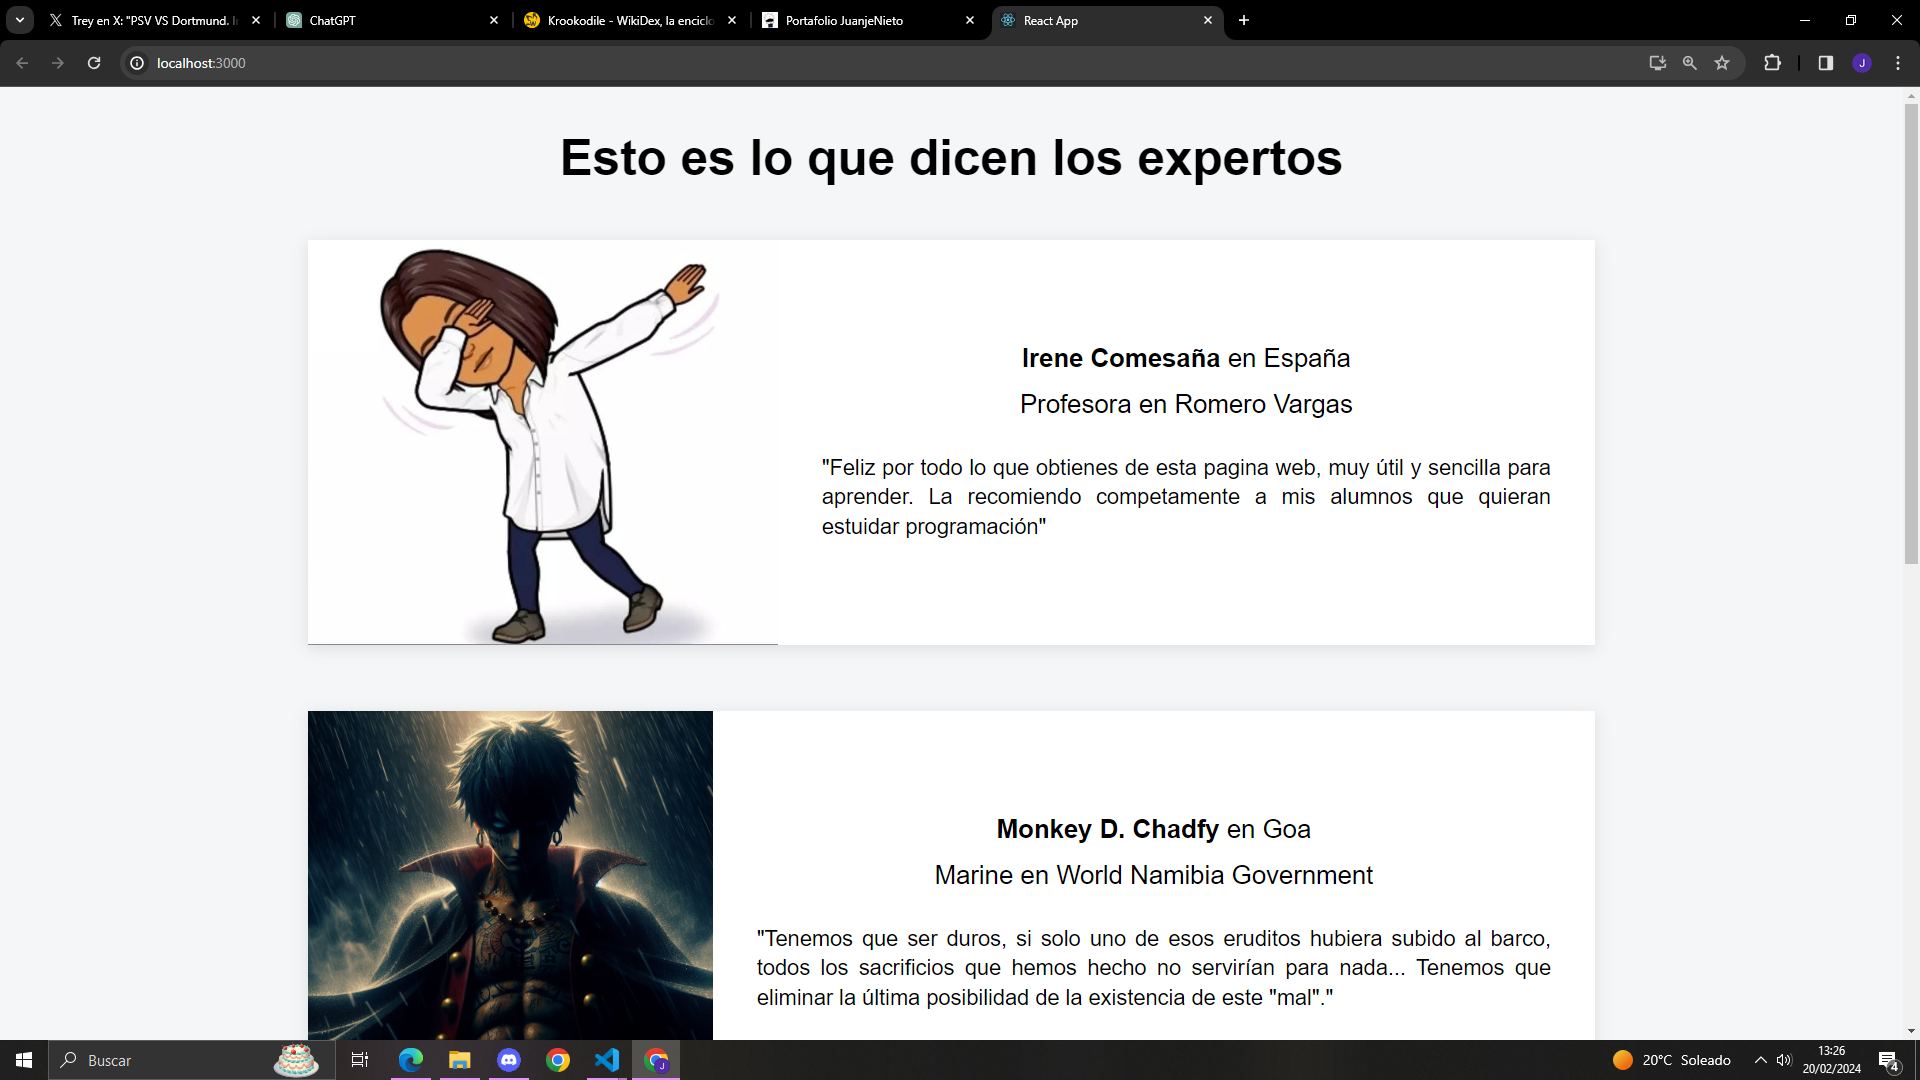 Trey en X: "PSV VS Dortmund. I
ChatGPT
Krookodile - WikiDex, la enciclo
Portafolio JuanjeNieto
React App
localhost:3000
J
Esto es lo que dicen los expertos
Irene Comesaña en España
Profesora en Romero Vargas
"Feliz por todo lo que obtienes de esta pagina web, muy útil y sencilla para
aprender. La recomiendo competamente a mis alumnos que quieran
estuidar programación"
Monkey D. Chadfy en Goa
Marine en World Namibia Government
"Tenemos que ser duros, si solo uno de esos eruditos hubiera subido al barco,
todos los sacrificios que hemos hecho no servirían para nada... Tenemos que
eliminar la última posibilidad de la existencia de este "mal"."
Buscar
J
20°C Soleado
13:26
20/02/2024
4